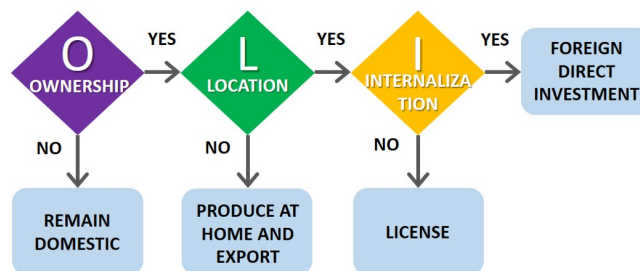 O
OWNERSHIP
YES
L
LOCATION
YES
I
INTERNALIZA
TION
YES
FOREIGN
DIRECT
INVESTMENT
NO
NO
NO
REMAIN
DOMESTIC
PRODUCE AT
HOME AND
EXPORT
LICENSE